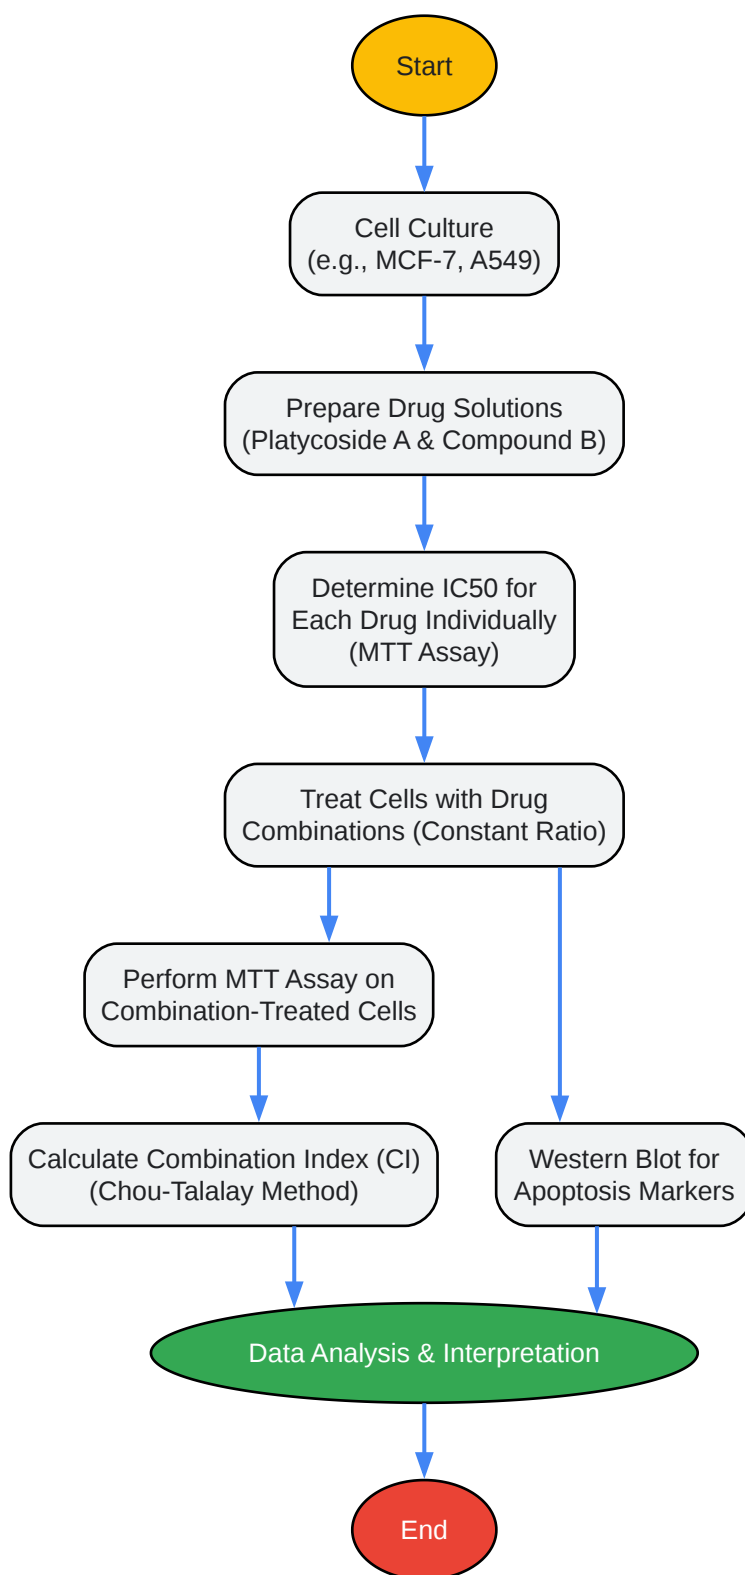 Start
Cell Culture
(e.g., MCF-7, A549)
Prepare Drug Solutions
(Platycoside A & Compound B)
Determine IC50 for
Each Drug Individually
(MTT Assay)
Treat Cells with Drug
Combinations (Constant Ratio)
Perform MTT Assay on
Combination-Treated Cells
Calculate Combination Index (CI)
(Chou-Talalay Method)
Western Blot for
Apoptosis Markers
Data Analysis & Interpretation
End